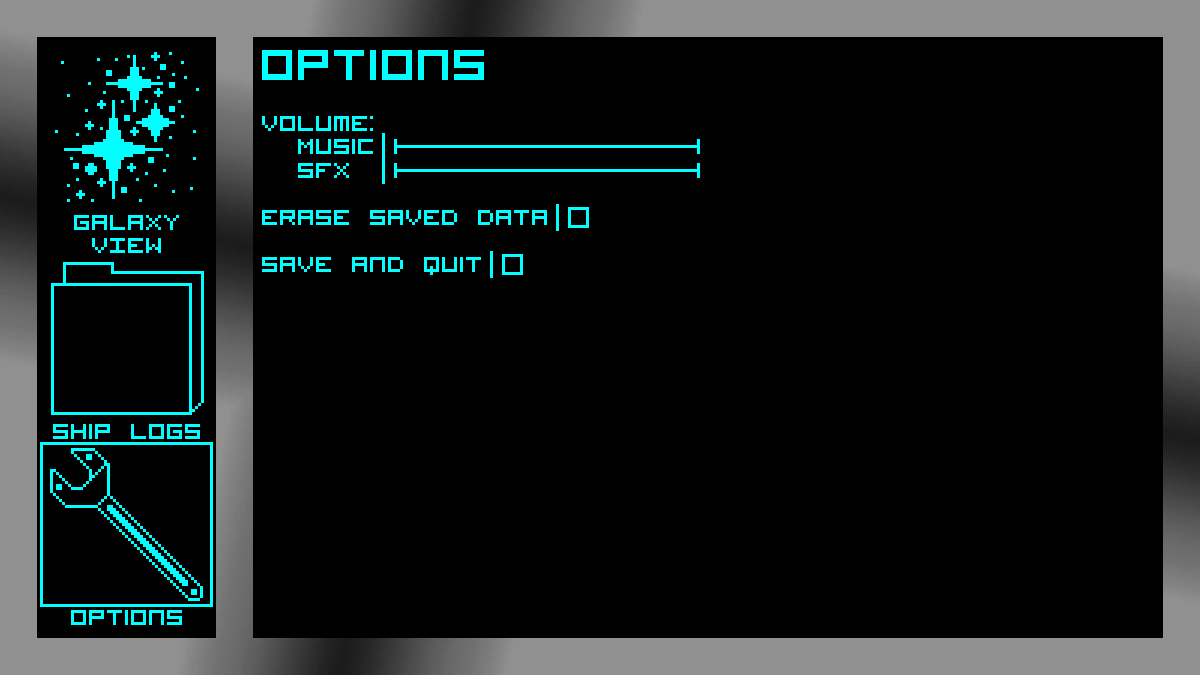 GALAXY
VIEW
SHIP LOGS
OPTIONS
OPTIONS
VOLUME:
MUSIC
SFX
ERASE SAVED DATA
SAVE AND QUIT